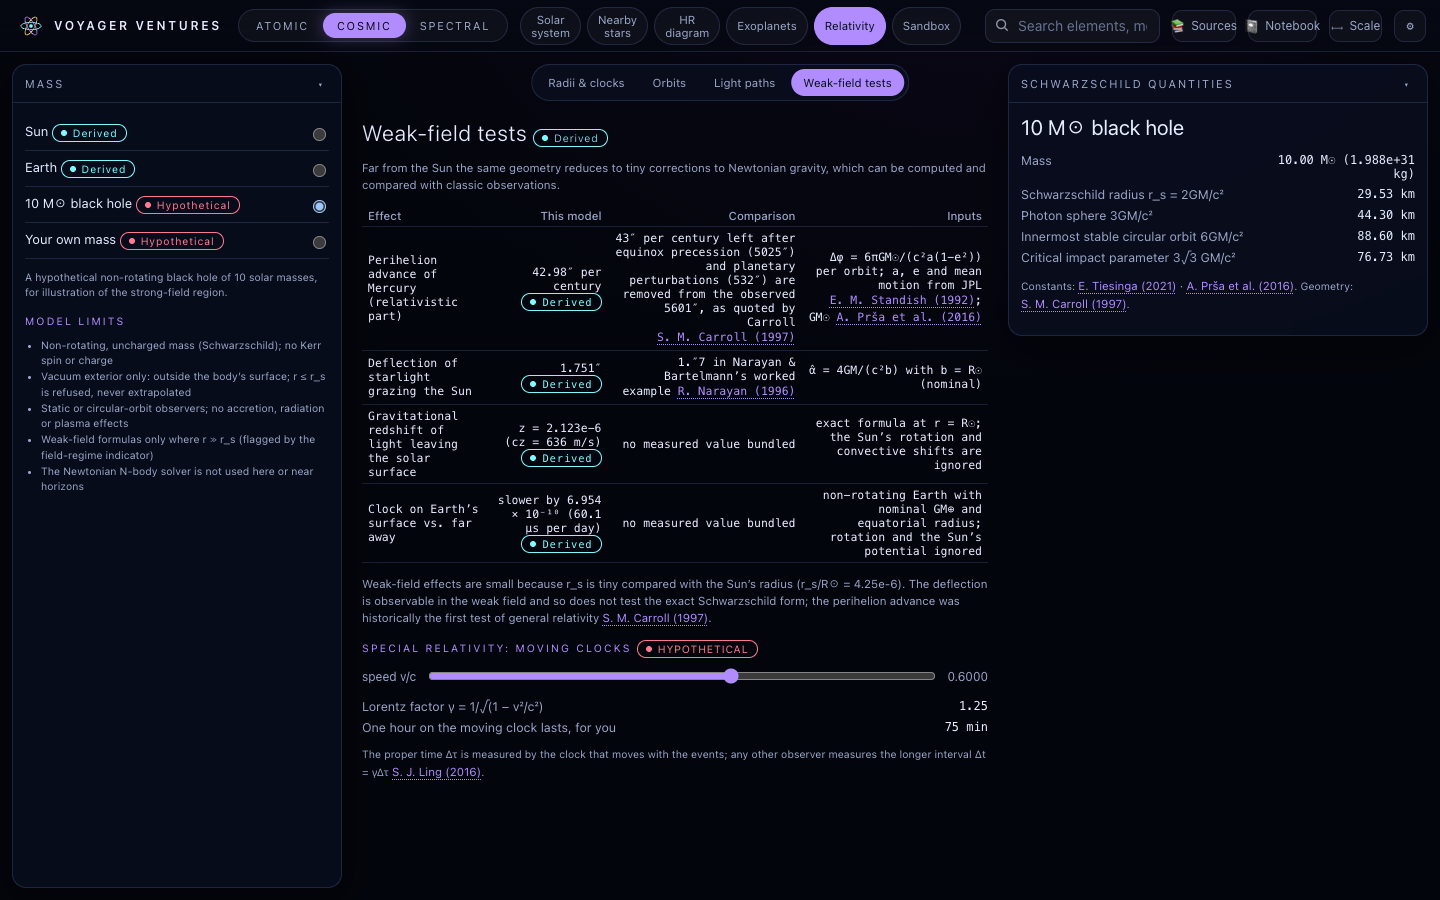 VOYAGER VENTURES
ATOMIC
COSMIC
SPECTRAL
Solar
system
Nearby
stars
HR
diagram
Exoplanets
Relativity
Sandbox
Search elements, m
Sources
Notebook
Scale
MASS
Sun Derived
Earth Derived
10 M☉ black hole Hypothetical
Your own mass Hypothetical
A hypothetical non-rotating black hole of 10 solar masses,
for illustration of the strong-field region.
MODEL LIMITS
• Non-rotating, uncharged mass (Schwarzschild); no Kerr
spin or charge
• Vacuum exterior only: outside the body's surface; r ≤ r_s
is refused, never extrapolated
• Static or circular-orbit observers; no accretion, radiation
or plasma effects
• Weak-field formulas only where r » r_s (flagged by the
field-regime indicator)
• The Newtonian N-body solver is not used here or near
horizons
Radii & clocks
Orbits
Light paths
Weak-field tests
Weak-field tests Derived
Far from the Sun the same geometry reduces to tiny corrections to Newtonian gravity, which can be computed and
compared with classic observations.
Effect
This model
Comparison
Inputs
Perihelion
advance of
Mercury
(relativistic
part)
42.98″ per
century
Derived
43″ per century left after
equinox precession (5025″)
and planetary
perturbations (532″) are
removed from the observed
5601″, as quoted by
Carroll
S. M. Carroll (1997)
Δφ = 6πGM☉/(c²a(1−e²))
per orbit; a, e and mean
motion from JPL
E. M. Standish (1992);
GM☉ A. Prša et al. (2016)
Deflection of
starlight
grazing the Sun
1.751″
Derived
1.″7 in Narayan &
Bartelmann's worked
example R. Narayan (1996)
α̂ = 4GM/(c²b) with b = R☉
(nominal)
Gravitational
redshift of
light leaving
the solar
surface
z = 2.123e−6
(cz = 636 m/s)
Derived
no measured value bundled
exact formula at r = R☉;
the Sun's rotation and
convective shifts are
ignored
Clock on Earth's
surface vs. far
away
slower by 6.954
× 10⁻¹⁰ (60.1
µs per day)
Derived
no measured value bundled
non-rotating Earth with
nominal GM⊕ and
equatorial radius;
rotation and the Sun's
potential ignored
Weak-field effects are small because r_s is tiny compared with the Sun's radius (r_s/R☉ = 4.25e-6). The deflection
is observable in the weak field and so does not test the exact Schwarzschild form; the perihelion advance was
historically the first test of general relativity S. M. Carroll (1997).
SPECIAL RELATIVITY: MOVING CLOCKS HYPOTHETICAL
speed v/c
0.6000
Lorentz factor γ = 1/√(1 − v²/c²)
1.25
One hour on the moving clock lasts, for you
75 min
The proper time Δτ is measured by the clock that moves with the events; any other observer measures the longer interval Δt
= γΔτ S. J. Ling (2016).
SCHWARZSCHILD QUANTITIES
10 M☉ black hole
Mass
10.00 M☉ (1.988e+31
kg)
Schwarzschild radius r_s = 2GM/c²
29.53 km
Photon sphere 3GM/c²
44.30 km
Innermost stable circular orbit 6GM/c²
88.60 km
Critical impact parameter 3√3 GM/c²
76.73 km
Constants: E. Tiesinga (2021) · A. Prša et al. (2016). Geometry:
S. M. Carroll (1997).